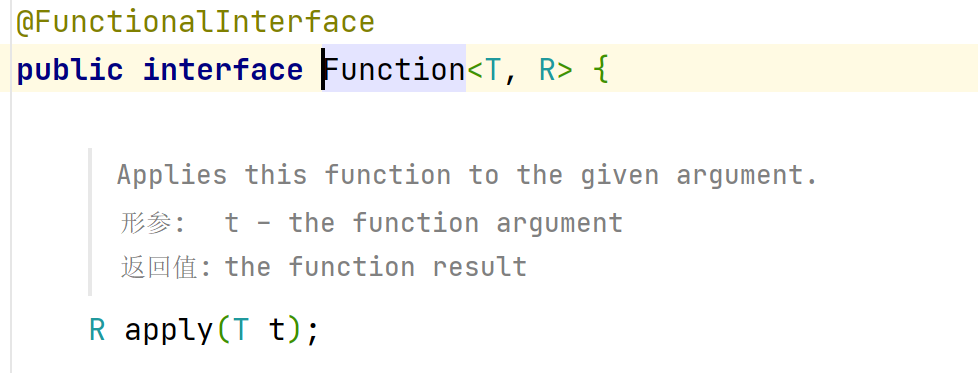 @FunctionalInterface
public interface Function<T, R> {
Applies this function to the given argument.
形参: t – the function argument
返回值: the function result
R apply(T t);